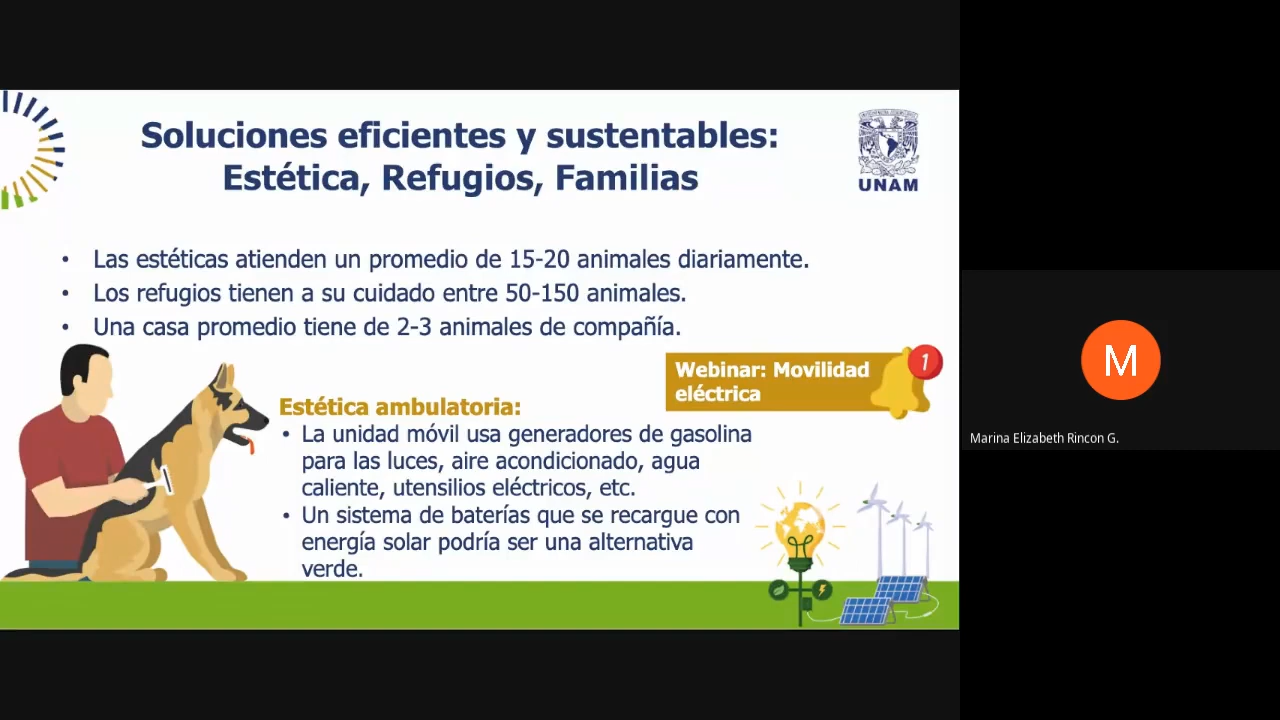 Soluciones eficientes y sustentables:
Estética, Refugios, Familias
UNAM
• Las estéticas atienden un promedio de 15-20 animales diariamente.
• Los refugios tienen a su cuidado entre 50-150 animales.
• Una casa promedio tiene de 2-3 animales de compañía.
Webinar: Movilidad
eléctrica
1
Estética ambulatoria:
• La unidad móvil usa generadores de gasolina
para las luces, aire acondicionado, agua
caliente, utensilios eléctricos, etc.
• Un sistema de baterías que se recargue con
energía solar podría ser una alternativa
verde.
M
Marina Elizabeth Rincon G.